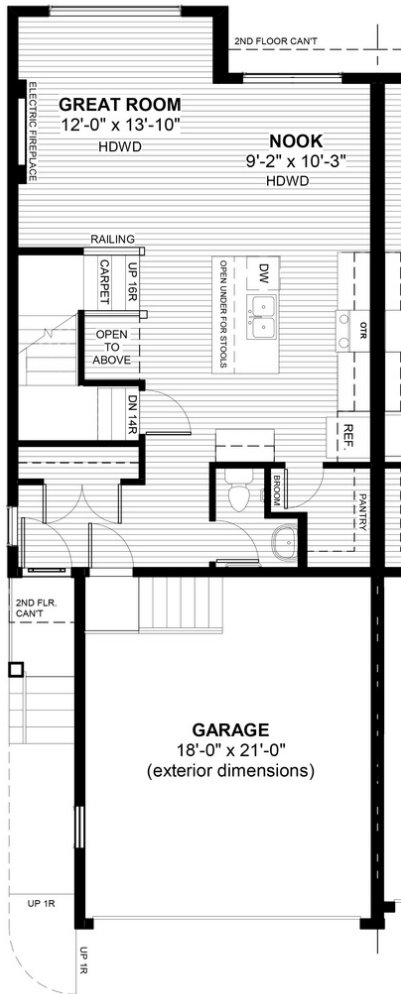 2ND FLOOR CAN'T
GREAT ROOM
12'-0" x 13'-10"
HDWD
ELECTRIC FIREPLACE
NOOK
9'-2" x 10'-3"
HDWD
RAILING
UP 16R
CARPET
OPEN
TO
ABOVE
DN 14R
OPEN UNDER FOR STOOLS
DW
OTR
REF.
BROOM
PANTRY
2ND FLR.
CAN'T
GARAGE
18'-0" x 21'-0"
(exterior dimensions)
UP 1R
UP 1R